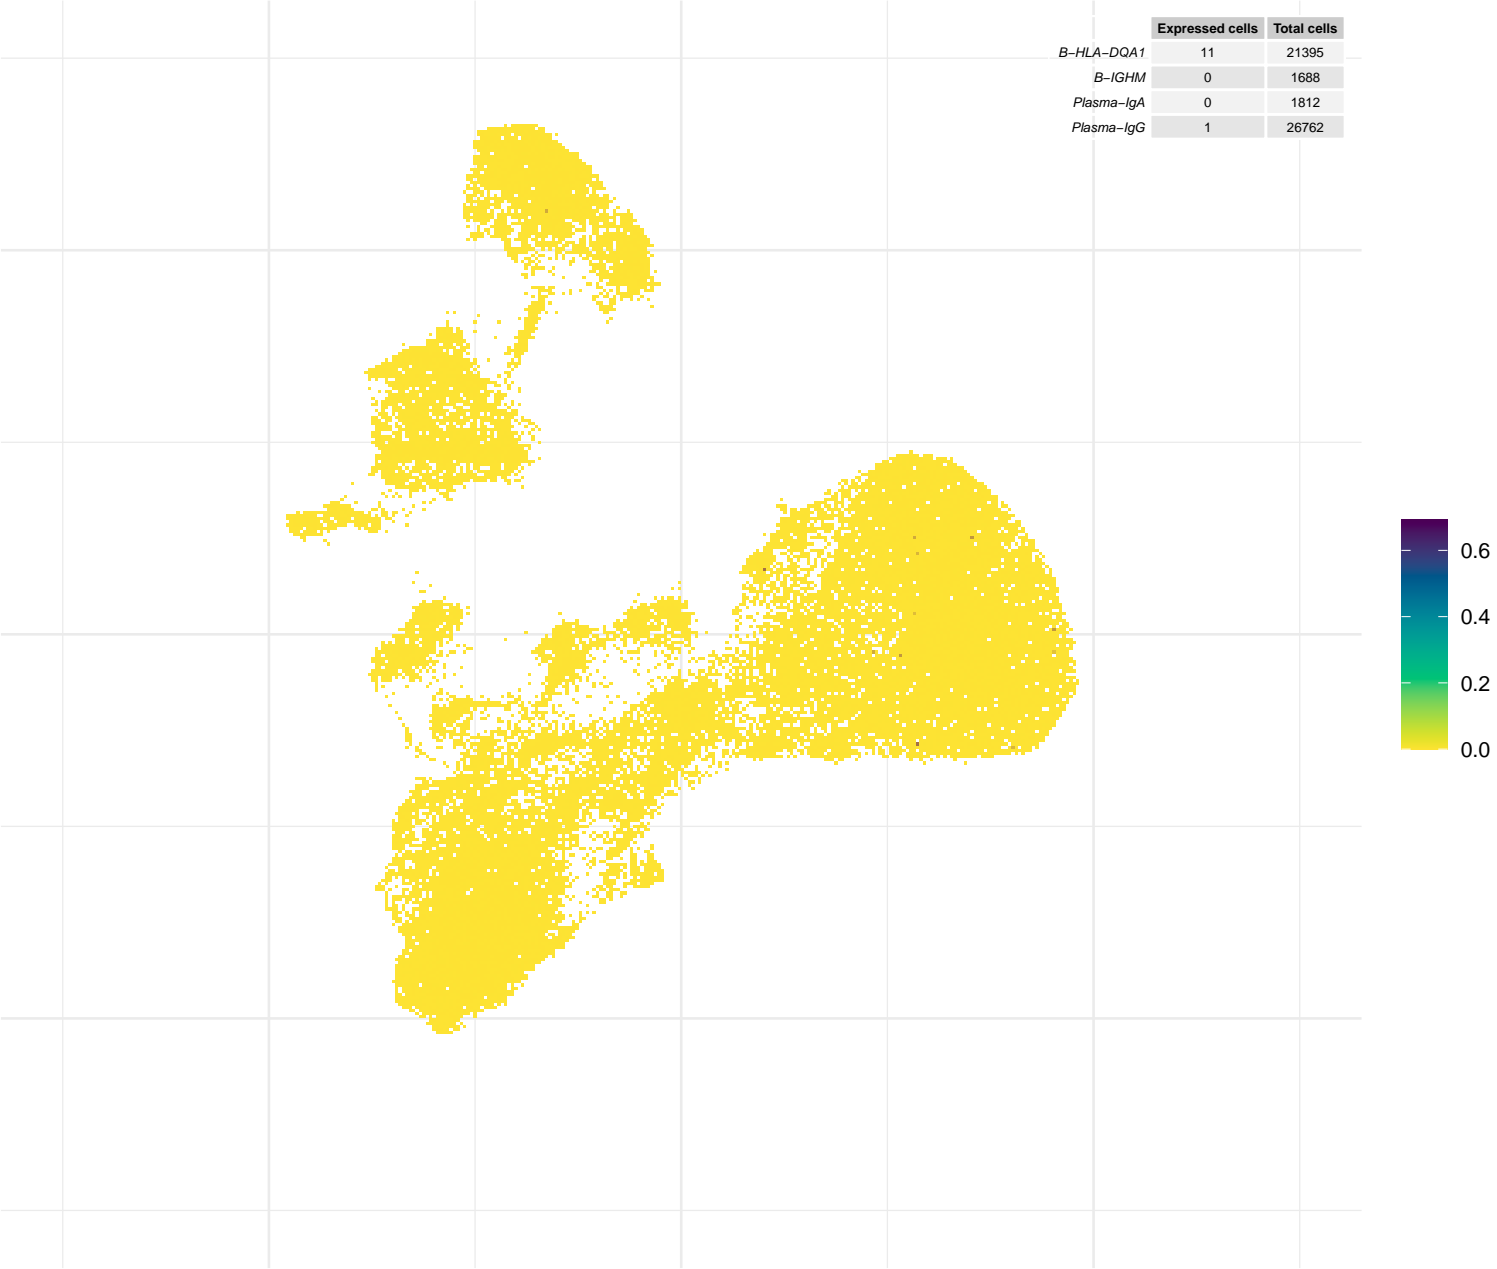 Expressed cells Total cells
B−HLA−DQA1 11 21395
B−IGHM 0 1688
Plasma−IgA 0 1812
Plasma−IgG 1 26762
0.6
0.4
0.2
0.0